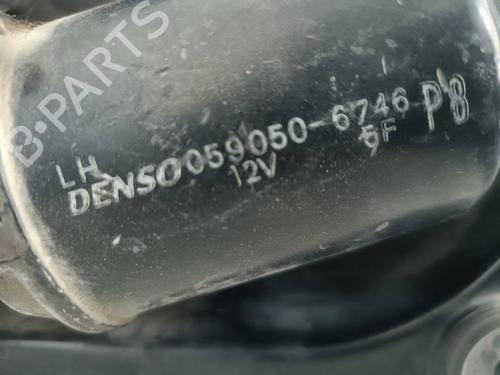 B-PARTS
LH
DENSO 059050-6746 P8
12V 5F